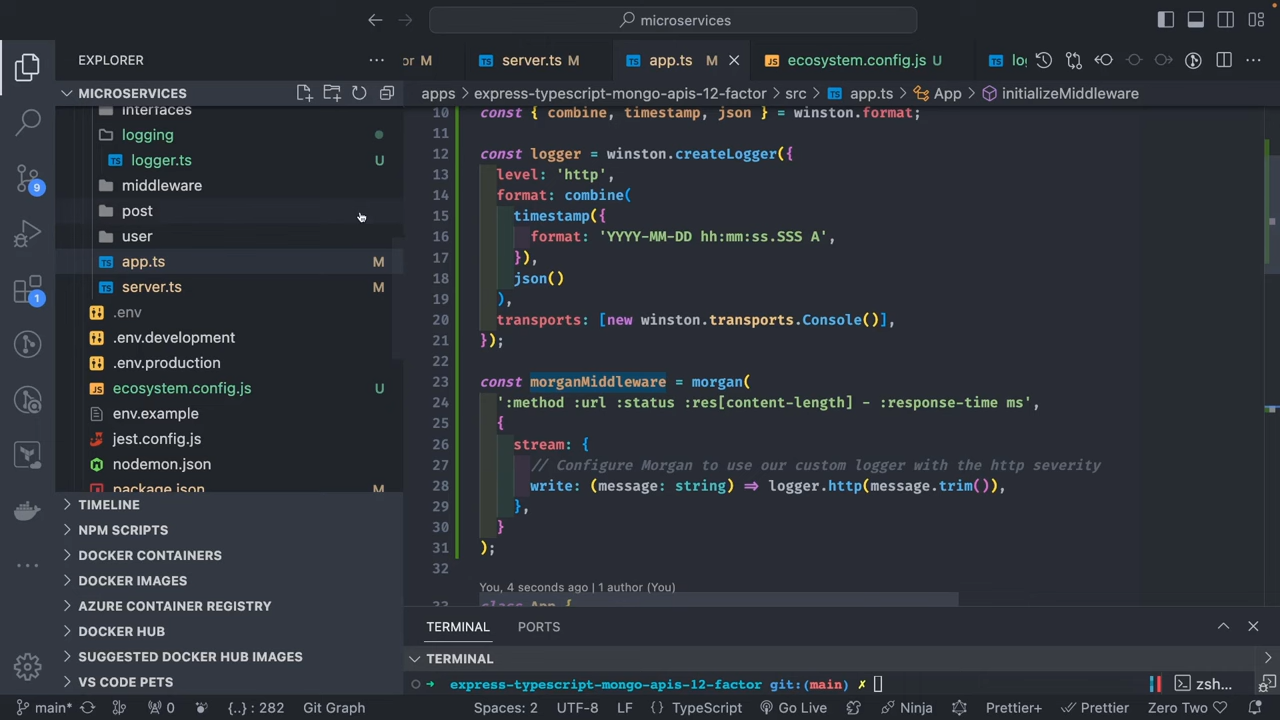 microservices
EXPLORER
or M
server.ts M
app.ts M
ecosystem.config.js U
MICROSERVICES
apps > express-typescript-mongo-apis-12-factor > src > app.ts > App > initializeMiddleware
interfaces
logging
logger.ts U
middleware
post
user
app.ts M
server.ts M
.env
.env.development
.env.production
ecosystem.config.js U
env.example
jest.config.js
nodemon.json
package.json M
TIMELINE
NPM SCRIPTS
DOCKER CONTAINERS
DOCKER IMAGES
AZURE CONTAINER REGISTRY
DOCKER HUB
SUGGESTED DOCKER HUB IMAGES
VS CODE PETS
9
1
10 const { combine, timestamp, json } = winston.format;
11
12 const logger = winston.createLogger({
13 level: 'http',
14 format: combine(
15 timestamp({
16 format: 'YYYY-MM-DD hh:mm:ss.SSS A',
17 }),
18 json()
19 ),
20 transports: [new winston.transports.Console()],
21 });
22
23 const morganMiddleware = morgan(
24 ':method :url :status :res[content-length] - :response-time ms',
25 {
26 stream: {
27 // Configure Morgan to use our custom logger with the http severity
28 write: (message: string) => logger.http(message.trim()),
29 },
30 }
31 );
32
You, 4 seconds ago | 1 author (You)
33 class App {
TERMINAL PORTS
TERMINAL
express-typescript-mongo-apis-12-factor git:(main) ✗
zsh...
main* 0 {..} : 282 Git Graph Spaces: 2 UTF-8 LF {} TypeScript Go Live Ninja Prettier+ Prettier Zero Two